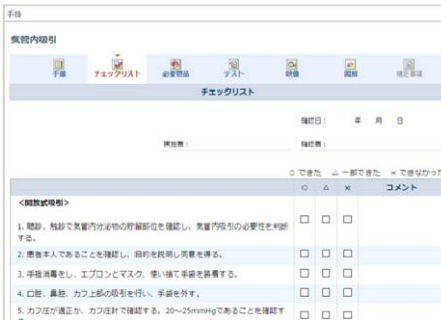 手技
気管内吸引
手順 チェックリスト 必要物品 テスト 映像 図解 補足事項
チェックリスト
確認日： 年 月 日
実施者： 確認者：
○ できた △ 一部できた × できなかった
○ △ × コメント
<開放式吸引>
1. 聴診、触診で気管内分泌物の貯留部位を確認し、気管内吸引の必要性を判断
する。
2. 患者本人であることを確認し、目的を説明し同意を得る。
3. 手指消毒をし、エプロンとマスク、使い捨て手袋を装着する。
4. 口腔、鼻腔、カフ上部の吸引を行い、手袋を外す。
5. カフ圧が適正か、カフ圧計で確認する。20～25mmHgであることを確認す